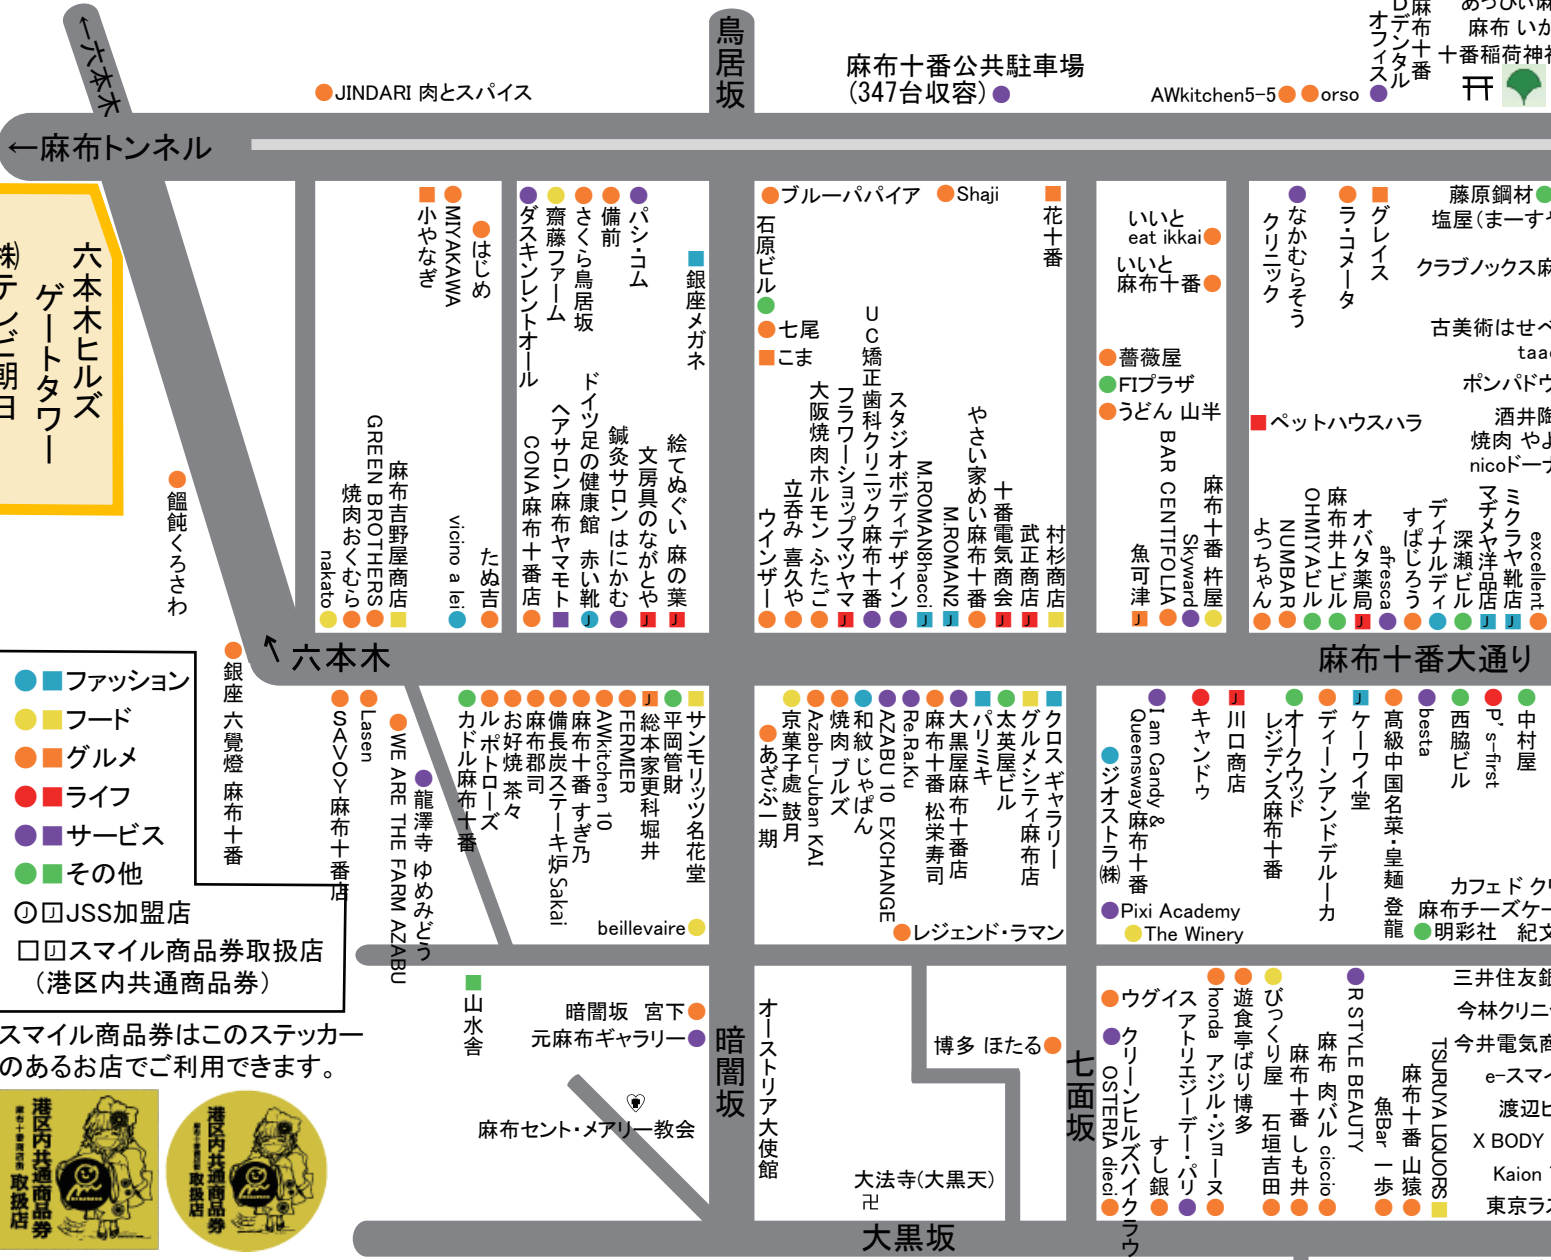 ←六本木
鳥居坂
←麻布トンネル
JINDARI 肉とスパイス
麻布十番公共駐車場
(347台収容)
AWkitchen5-5
orso
麻布十番
Dデンタル
オフィス
麻布 いか
十番稲荷神社
六本木ヒルズ
ゲートタワー
㈱テレビ朝日
小やなぎ
MIYAKAWA
はじめ
ダスキンレントオール
齋藤ファーム
さくら鳥居坂
備前
パシ・コム
銀座メガネ
ブルーパパイア
Shaji
花十番
石原ビル
七尾
こま
いいと
eat ikkai
いいと
麻布十番
薔薇屋
FIプラザ
うどん 山半
なかむらそう
クリニック
ラ・コメータ
グレイス
藤原鋼材
塩屋(まーすや
クラブノックス麻
古美術はせべ
taa
ポンパドウ
酒井陶
焼肉 やよ
nicoドーナ
ペットハウスハラ
饂飩くろさわ
nakato
焼肉おくむら
GREEN BROTHERS
麻布吉野屋商店
vicino a lei
たぬ吉
CONA麻布十番店
ヘアサロン麻布ヤマモト
ドイツ足の健康館 赤い靴
鍼灸サロン はにかむ
文房具のながとや
絵てぬぐい 麻の葉
ウインザー
立呑み 喜久や
大阪焼肉ホルモン ふたご
フラワーショップマツヤマ
UC矯正歯科クリニック麻布十番
スタジオボディデザイン
M.ROMAN8hacci
M.ROMAN2
やさい家めい麻布十番
十番電気商会
武正商店
村杉商店
魚可津
BAR CENTIFOLIA
Skyward
麻布十番 杵屋
よっちゃん
NUMBAR
OHMIYAビル
麻布井上ビル
オバタ薬局
afresca
すぱじろう
ディナルディ
深瀬ビル
マヂメヤ洋品店
ミクラヤ靴店
excellent
↖六本木
麻布十番大通り
ファッション
フード
グルメ
ライフ
サービス
その他
JJSS加盟店
Jスマイル商品券取扱店
(港区内共通商品券)
スマイル商品券はこのステッカー
のあるお店でご利用できます。
港区内共通商品券
麻布十番商店街
取扱店
港区内共通商品券
麻布十番商店街
取扱店
銀座 六覺燈 麻布十番
SAVOY麻布十番店
Lasen
WE ARE THE FARM AZABU
龍澤寺 ゆめみどう
カドル麻布十番
ル ポトローズ
お好焼 茶々
麻布郡司
備長炭ステーキ炉Sakai
麻布十番 すぎ乃
AWkitchen 10
FERMIER
総本家更科堀井
平岡管財
サンモリッツ名花堂
beillevaire
あざぶ一期
京菓子處 鼓月
Azabu-Juban KAI
焼肉 ブルズ
和紋 じゃぱん
AZABU 10 EXCHANGE
Re.Ra.Ku
麻布十番 松栄寿司
大黒屋麻布十番店
パリミキ
太英屋ビル
グルメシティ麻布店
クロス ギャラリー
レジェンド・ラマン
ジオストラ㈱
I am Candy &
Queensway麻布十番
キャンドゥ
川口商店
オークウッド
レジデンス麻布十番
ディーンアンドデルーカ
ケーワイ堂
髙級中国名菜・皇麺 登龍
besta
西脇ビル
P's-first
中村屋
Pixi Academy
The Winery
カフェド クリ
麻布チーズケー
明彩社
紀文
山水舎
暗闇坂 宮下
元麻布ギャラリー
暗闇坂
オーストリア大使館
麻布セント・メアリー教会
博多 ほたる
七面坂
大法寺(大黒天)
卍
大黒坂
ウグイス
クリーンヒルズハイクラウ
OSTERIA dieci
すし銀
アトリエジーデー・パリ
honda アジル・ジョーヌ
遊食亭ばり博多
びっくり屋
石垣吉田
麻布十番 しも井
麻布 肉バル ciccio
R STYLE BEAUTY
魚Bar 一歩
麻布十番 山猿
TSURUYA LIQUORS
三井住友銀
今林クリニ
今井電気商
e-スマイ
渡辺ビ
X BODY
Kaion
東京ラス